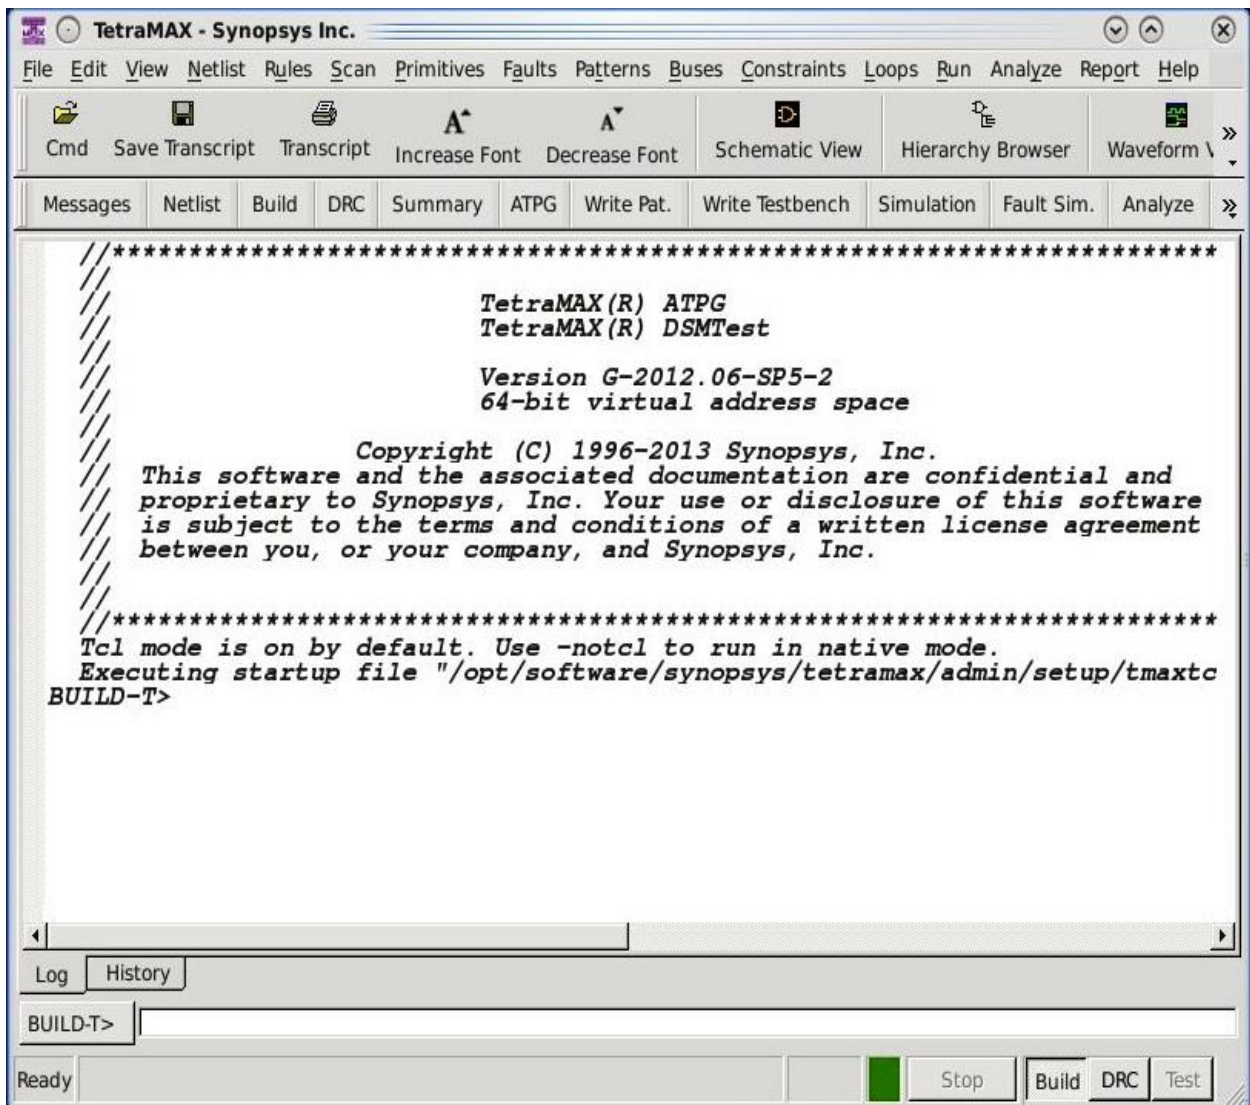 TetraMAX - Synopsys Inc.
File Edit View Netlist Rules Scan Primitives Faults Patterns Buses Constraints Loops Run Analyze Report Help
Cmd Save Transcript Transcript Increase Font Decrease Font Schematic View Hierarchy Browser Waveform »
Messages Netlist Build DRC Summary ATPG Write Pat. Write Testbench Simulation Fault Sim. Analyze »
//*************************************************************************
//
// TetraMAX(R) ATPG
// TetraMAX(R) DSMTest
//
// Version G-2012.06-SP5-2
// 64-bit virtual address space
//
// Copyright (C) 1996-2013 Synopsys, Inc.
// This software and the associated documentation are confidential and
// proprietary to Synopsys, Inc. Your use or disclosure of this software
// is subject to the terms and conditions of a written license agreement
// between you, or your company, and Synopsys, Inc.
//
//
//*************************************************************************
Tcl mode is on by default. Use -notcl to run in native mode.
Executing startup file "/opt/software/synopsys/tetramax/admin/setup/tmaxtc
BUILD-T>
Log History
BUILD-T>
Ready Stop Build DRC Test